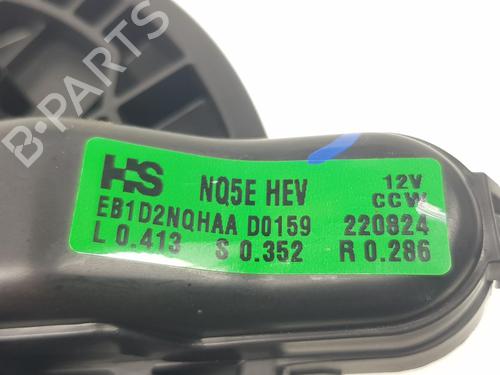 B-PARTS
HS NQ5E HEV 12V
CCW
EB1D2NQHAA D0159 220824
L 0.413 S 0.352 R 0.286